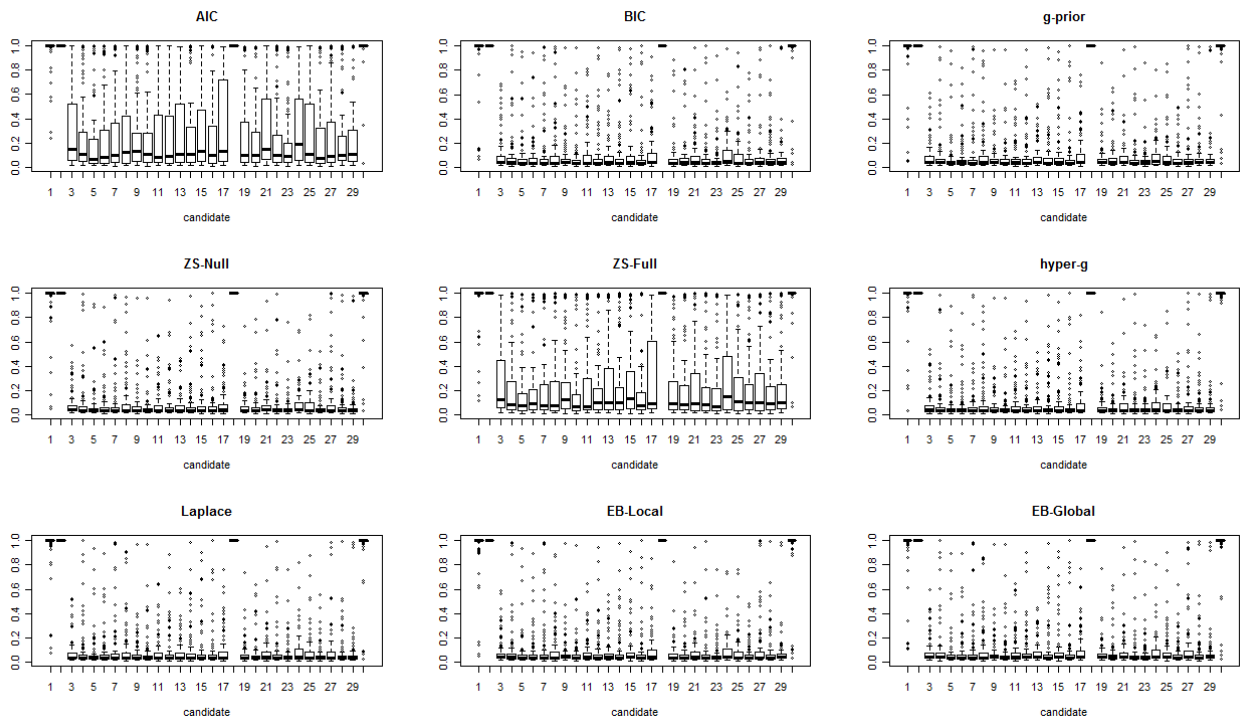 AIC
BIC
g-prior
0.0 0.2 0.4 0.6 0.8 1.0
0.0 0.2 0.4 0.6 0.8 1.0
0.0 0.2 0.4 0.6 0.8 1.0
1 3 5 7 9 11 13 15 17 19 21 23 25 27 29
1 3 5 7 9 11 13 15 17 19 21 23 25 27 29
1 3 5 7 9 11 13 15 17 19 21 23 25 27 29
candidate
candidate
candidate
ZS-Null
ZS-Full
hyper-g
0.0 0.2 0.4 0.6 0.8 1.0
0.0 0.2 0.4 0.6 0.8 1.0
0.0 0.2 0.4 0.6 0.8 1.0
1 3 5 7 9 11 13 15 17 19 21 23 25 27 29
1 3 5 7 9 11 13 15 17 19 21 23 25 27 29
1 3 5 7 9 11 13 15 17 19 21 23 25 27 29
candidate
candidate
candidate
Laplace
EB-Local
EB-Global
0.0 0.2 0.4 0.6 0.8 1.0
0.0 0.2 0.4 0.6 0.8 1.0
0.0 0.2 0.4 0.6 0.8 1.0
1 3 5 7 9 11 13 15 17 19 21 23 25 27 29
1 3 5 7 9 11 13 15 17 19 21 23 25 27 29
1 3 5 7 9 11 13 15 17 19 21 23 25 27 29
candidate
candidate
candidate